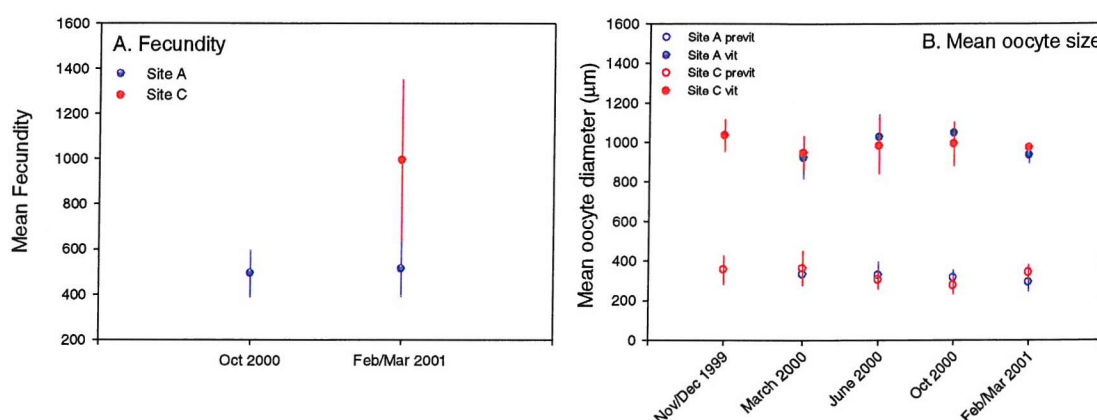 A. Fecundity
Site A
Site C
Mean Fecundity
1600
1400
1200
1000
800
600
400
200
Oct 2000
Feb/Mar 2001
B. Mean oocyte size
Site A previt
Site A vit
Site C previt
Site C vit
Mean oocyte diameter (μm)
1600
1400
1200
1000
800
600
400
200
0
Nov/Dec 1999
March 2000
June 2000
Oct 2000
Feb/Mar 2001